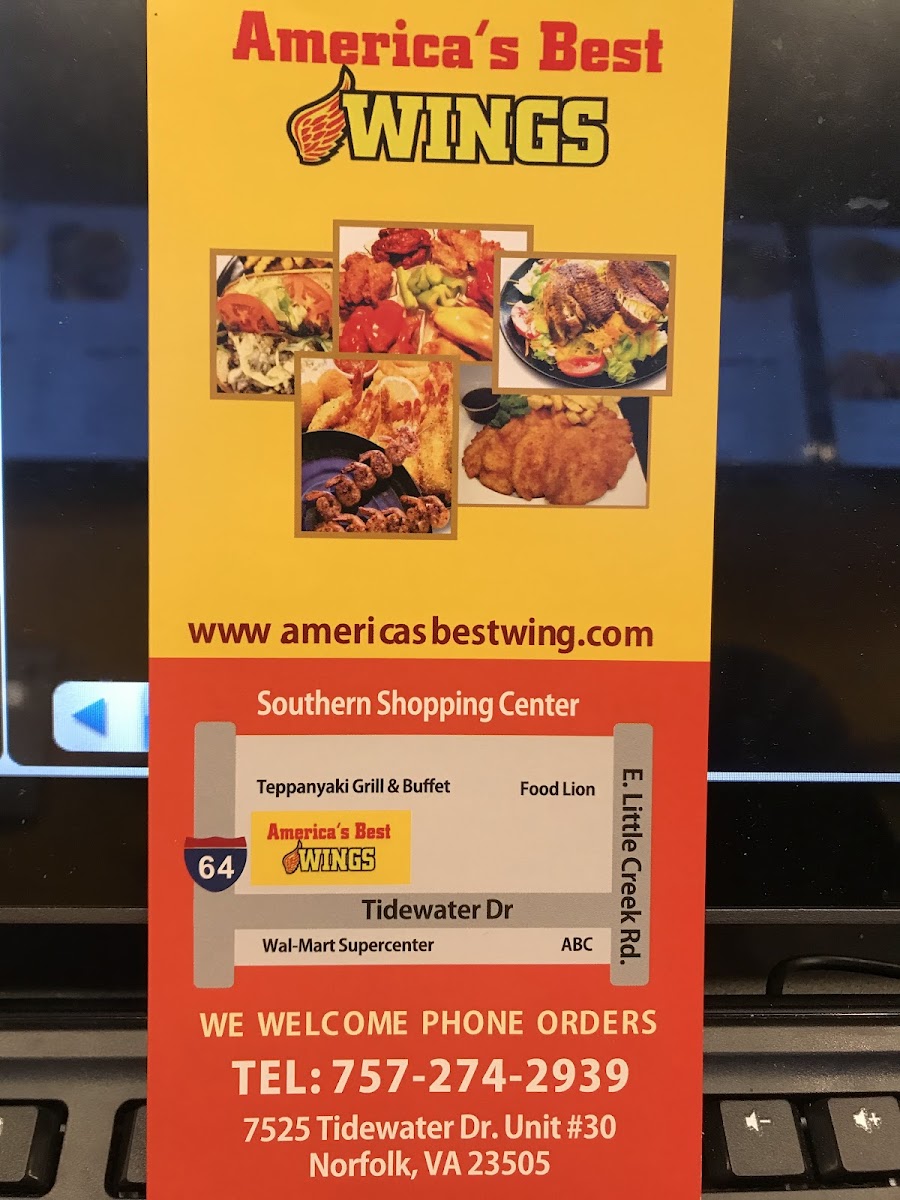 America's Best
WINGS
www americasbestwing.com
Southern Shopping Center
Teppanyaki Grill & Buffet
Food Lion
America's Best
WINGS
64
E. Little Creek Rd.
Tidewater Dr
Wal-Mart Supercenter
ABC
WE WELCOME PHONE ORDERS
TEL: 757-274-2939
7525 Tidewater Dr. Unit #30
Norfolk, VA 23505